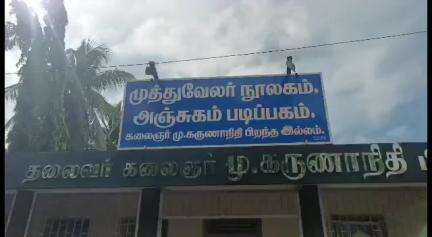 முத்துவேலர் நூலகம்,
அஞ்சுகம் படிப்பகம்,
கலைஞர் மு.கருணாநிதி பிறந்த இல்லம்.
தலைவர் கலைஞர் மு.கருணாநிதி